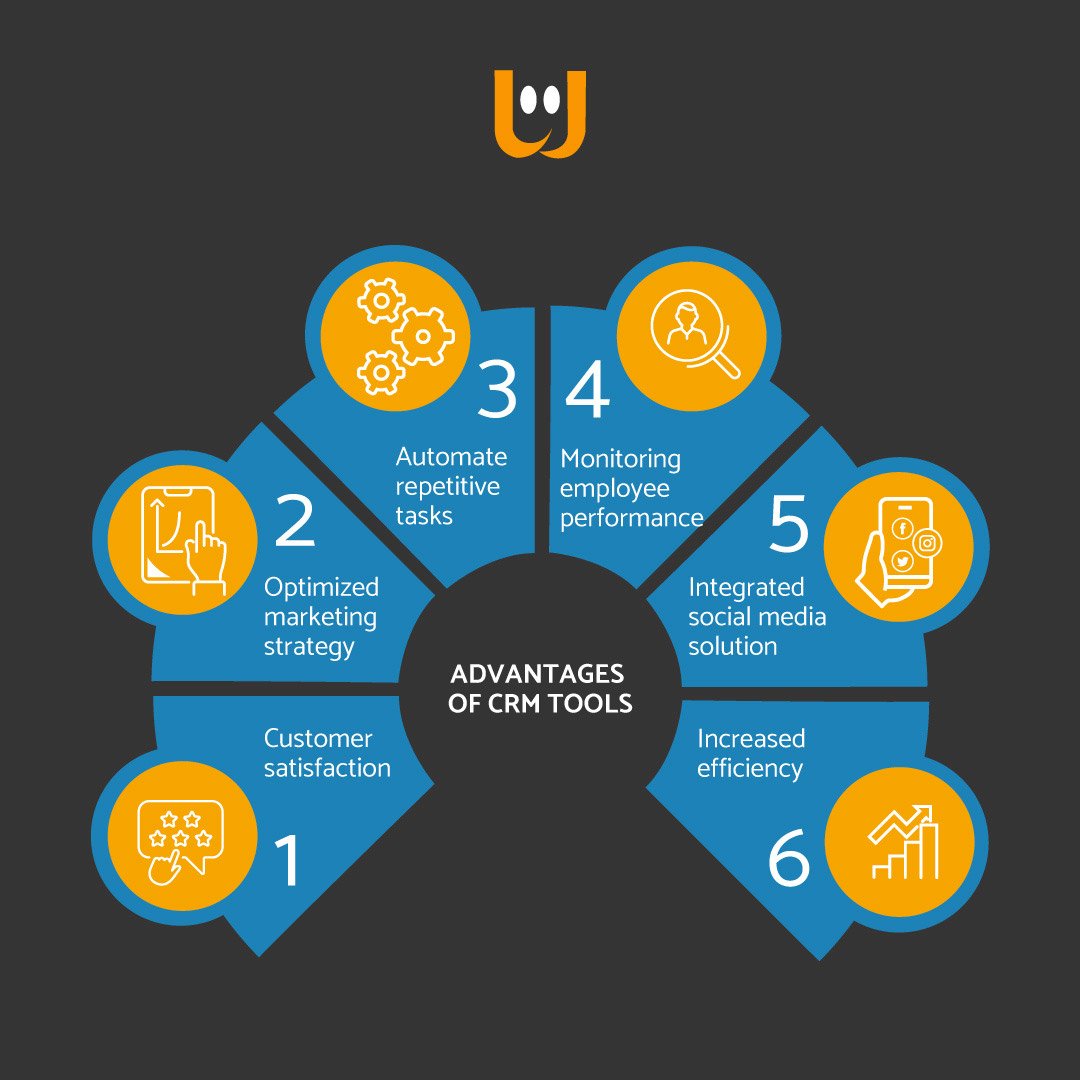 3
Automate
repetitive
tasks
4
Monitoring
employee
performance
2
Optimized
marketing
strategy
5
Integrated
social media
solution
ADVANTAGES
OF CRM TOOLS
Customer
satisfaction
1
Increased
efficiency
6